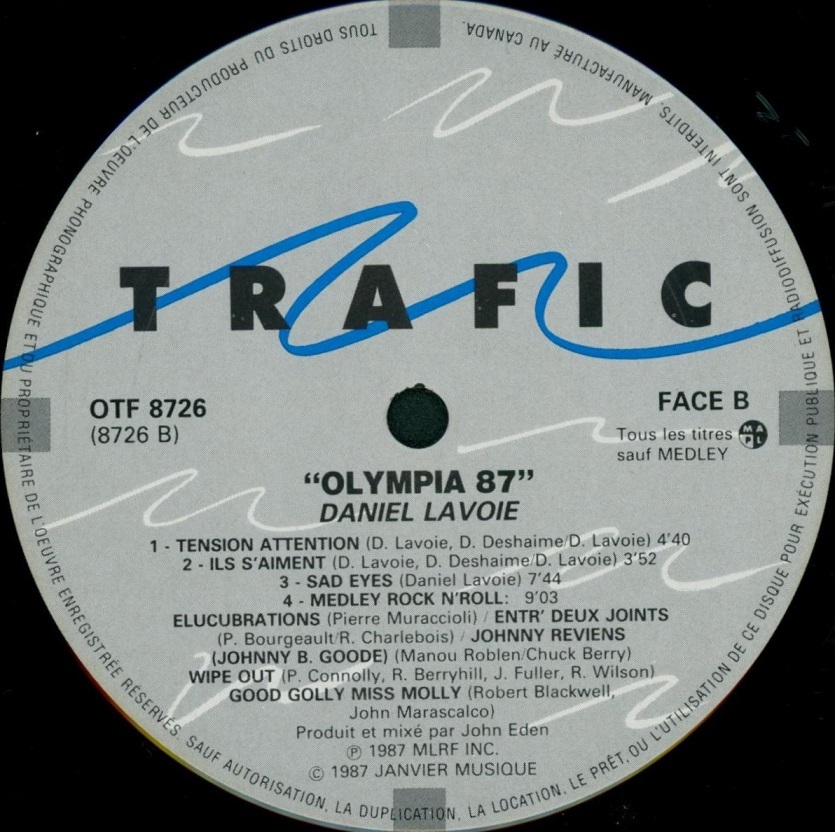 TRAFIC
OTF 8726
(8726 B)
FACE B
Tous les titres MAPL
sauf MEDLEY
“OLYMPIA 87”
DANIEL LAVOIE
1 - TENSION ATTENTION (D. Lavoie, D. Deshaime/D. Lavoie) 4'40
2 - ILS S'AIMENT (D. Lavoie, D. Deshaime/D. Lavoie) 3'52
3 - SAD EYES (Daniel Lavoie) 7'44
4 - MEDLEY ROCK N'ROLL: 9'03
ELUCUBRATIONS (Pierre Muraccioli) / ENTR' DEUX JOINTS
(P. Bourgeault/R. Charlebois) / JOHNNY REVIENS
(JOHNNY B. GOODE) (Manou Roblen/Chuck Berry)
WIPE OUT (P. Connolly, R. Berryhill, J. Fuller, R. Wilson)
GOOD GOLLY MISS MOLLY (Robert Blackwell,
John Marascalco)
Produit et mixé par John Eden
Ⓟ 1987 MLRF INC.
© 1987 JANVIER MUSIQUE
TOUS DROITS DU PRODUCTEUR DE L'OEUVRE PHONOGRAPHIQUE ET DU PROPRIÉTAIRE DE L'OEUVRE ENREGISTRÉE RÉSERVÉS. SAUF AUTORISATION, LA DUPLICATION, LA LOCATION, LE PRÊT, OU L'UTILISATION DE CE DISQUE POUR EXÉCUTION PUBLIQUE ET RADIODIFFUSION SONT INTERDITS. MANUFACTURÉ AU CANADA.